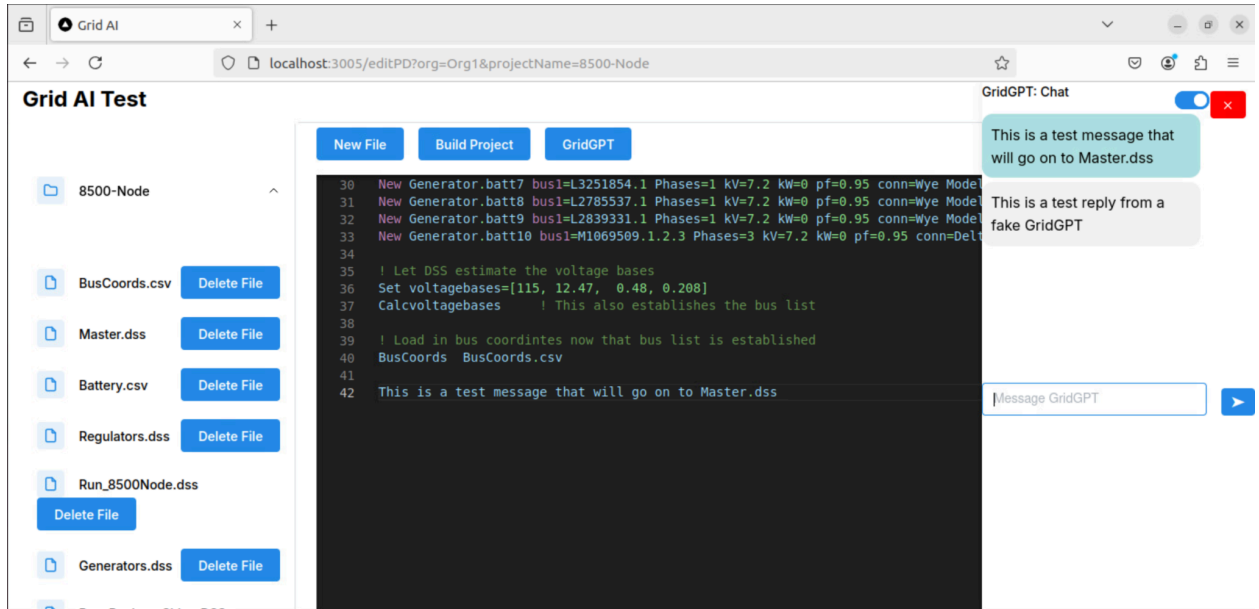 Grid AI
localhost:3005/editPD?org=Org1&projectName=8500-Node
Grid AI Test
8500-Node
BusCoords.csv Delete File
Master.dss Delete File
Battery.csv Delete File
Regulators.dss Delete File
Run_8500Node.dss
Delete File
Generators.dss Delete File
New File Build Project GridGPT
30 New Generator.batt7 bus1=L3251854.1 Phases=1 kV=7.2 kW=0 pf=0.95 conn=Wye Model
31 New Generator.batt8 bus1=L2785537.1 Phases=1 kV=7.2 kW=0 pf=0.95 conn=Wye Model
32 New Generator.batt9 bus1=L2839331.1 Phases=1 kV=7.2 kW=0 pf=0.95 conn=Wye Model
33 New Generator.batt10 bus1=M1069509.1.2.3 Phases=3 kV=7.2 kW=0 pf=0.95 conn=Delt
34
35 ! Let DSS estimate the voltage bases
36 Set voltagebases=[115, 12.47, 0.48, 0.208]
37 Calcvoltagebases ! This also establishes the bus list
38
39 ! Load in bus coordintes now that bus list is established
40 BusCoords BusCoords.csv
41
42 This is a test message that will go on to Master.dss
GridGPT: Chat
This is a test message that
will go on to Master.dss
This is a test reply from a
fake GridGPT
Message GridGPT